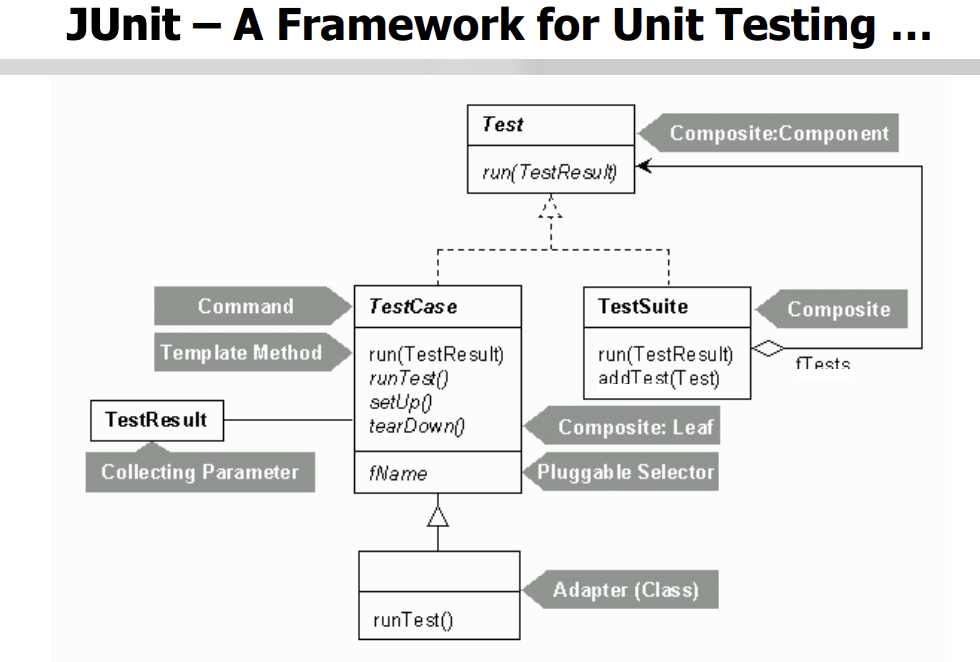 JUnit – A Framework for Unit Testing ...
Test
Composite:Component
run(TestResult)
Command
TestCase
TestSuite
Composite
Template Method
run(TestResult)
runTest()
setUp()
tearDown()
run(TestResult)
addTest(Test)
fTests
TestResult
Composite: Leaf
Collecting Parameter
fName
Pluggable Selector
Adapter (Class)
runTest()